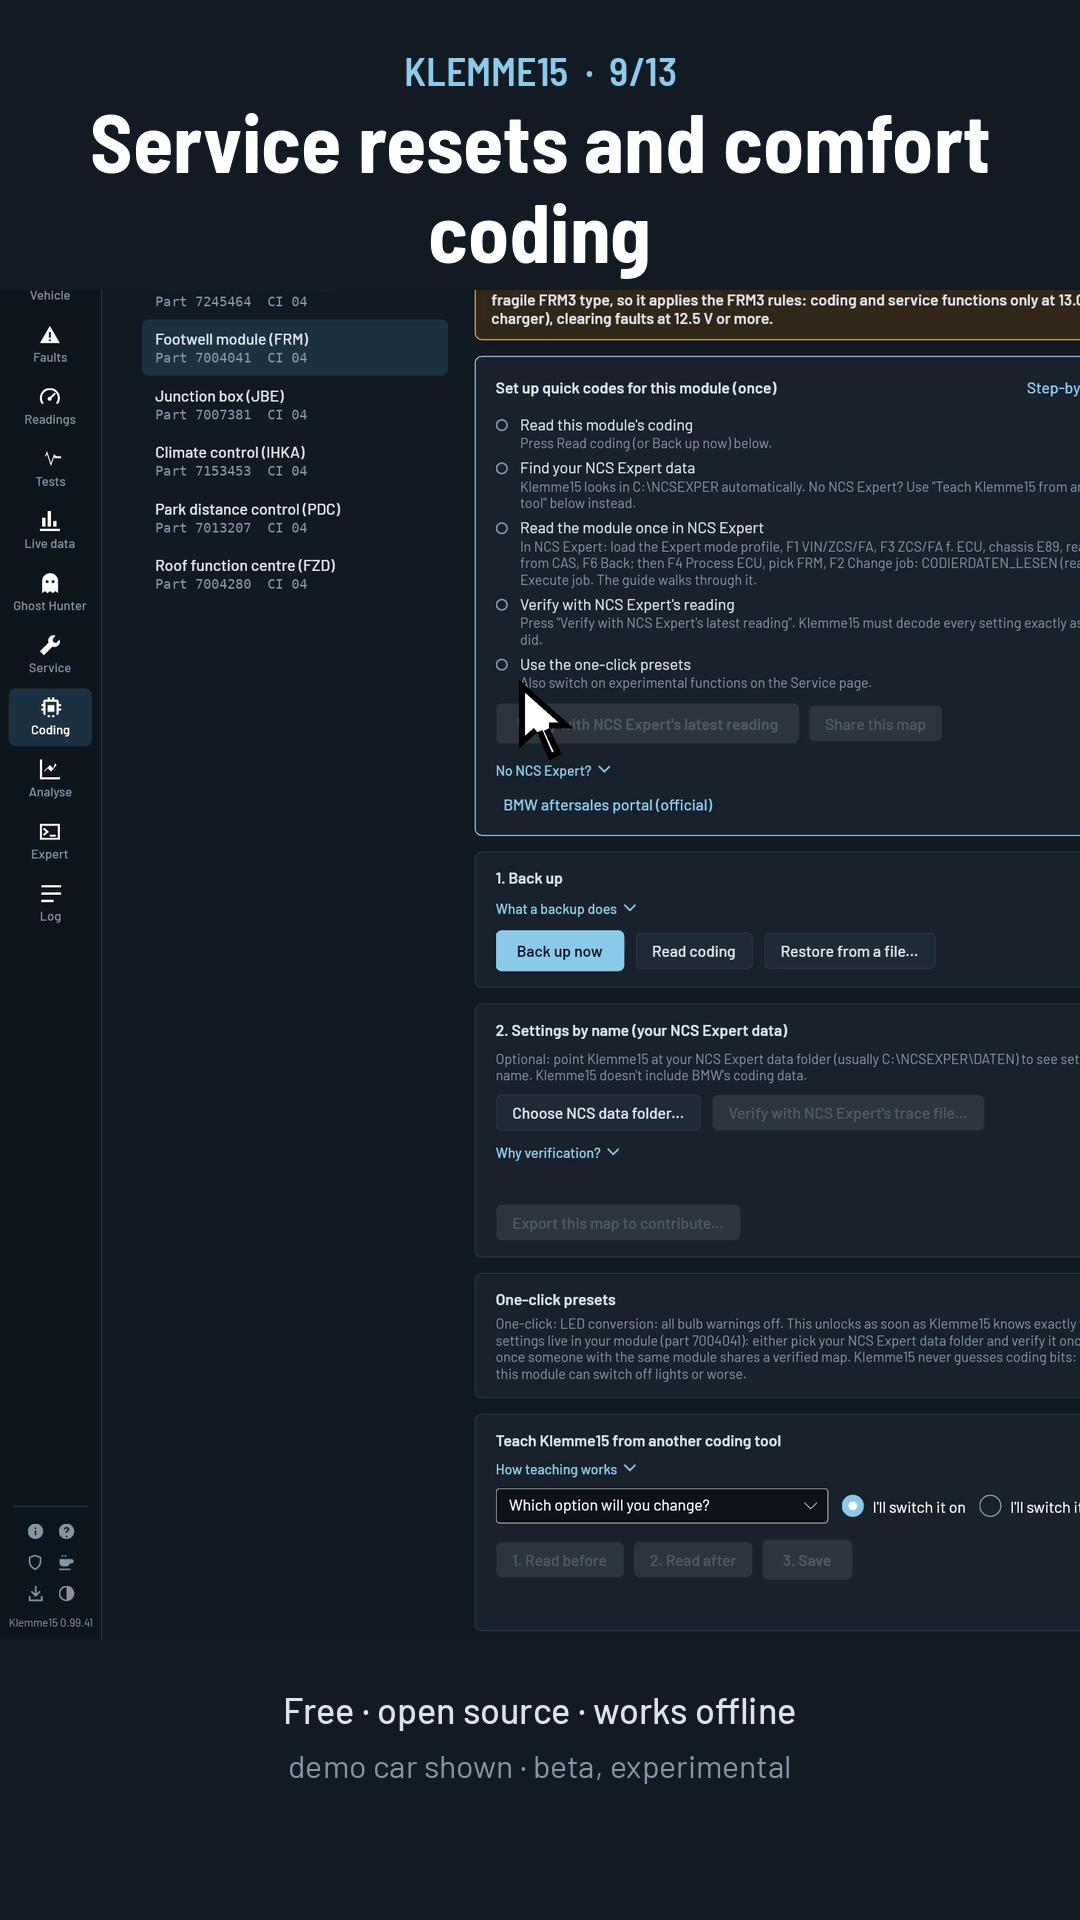 KLEMME15 · 9/13
Service resets and comfort
coding
Vehicle
Faults
Readings
Tests
Live data
Ghost Hunter
Service
Coding
Analyse
Expert
Log
Klemme15 0.99.41
Part 7245464 CI 04
Footwell module (FRM)
Part 7004041 CI 04
Junction box (JBE)
Part 7007381 CI 04
Climate control (IHKA)
Part 7153453 CI 04
Park distance control (PDC)
Part 7013207 CI 04
Roof function centre (FZD)
Part 7004280 CI 04
fragile FRM3 type, so it applies the FRM3 rules: coding and service functions only at 13.0
charger), clearing faults at 12.5 V or more.
Set up quick codes for this module (once)
Step-by
Read this module's coding
Press Read coding (or Back up now) below.
Find your NCS Expert data
Klemme15 looks in C:\NCSEXPER automatically. No NCS Expert? Use "Teach Klemme15 from
tool" below instead.
Read the module once in NCS Expert
In NCS Expert: load the Expert mode profile, F1 VIN/ZCS/FA, F3 ZCS/FA f. ECU, chassis E89,
from CAS, F6 Back; then F4 Process ECU, pick FRM, F2 Change job: CODIERDATEN_LESEN
Execute job. The guide walks through it.
Verify with NCS Expert's reading
Press "Verify with NCS Expert's latest reading". Klemme15 must decode every setting exactly as
did.
Use the one-click presets
Also switch on experimental functions on the Service page.
with NCS Expert's latest reading
Share this map
No NCS Expert?
BMW aftersales portal (official)
1. Back up
What a backup does
Back up now
Read coding
Restore from a file...
2. Settings by name (your NCS Expert data)
Optional: point Klemme15 at your NCS Expert data folder (usually C:\NCSEXPER\DATEN) to see
name. Klemme15 doesn't include BMW's coding data.
Choose NCS data folder...
Verify with NCS Expert's trace file...
Why verification?
Export this map to contribute...
One-click presets
One-click: LED conversion: all bulb warnings off. This unlocks as soon as Klemme15 knows exactly
settings live in your module (part 7004041): either pick your NCS Expert data folder and verify it
once someone with the same module shares a verified map. Klemme15 never guesses coding bits:
this module can switch off lights or worse.
Teach Klemme15 from another coding tool
How teaching works
Which option will you change?
I'll switch it on
I'll switch
1. Read before
2. Read after
3. Save
Free · open source · works offline
demo car shown · beta, experimental